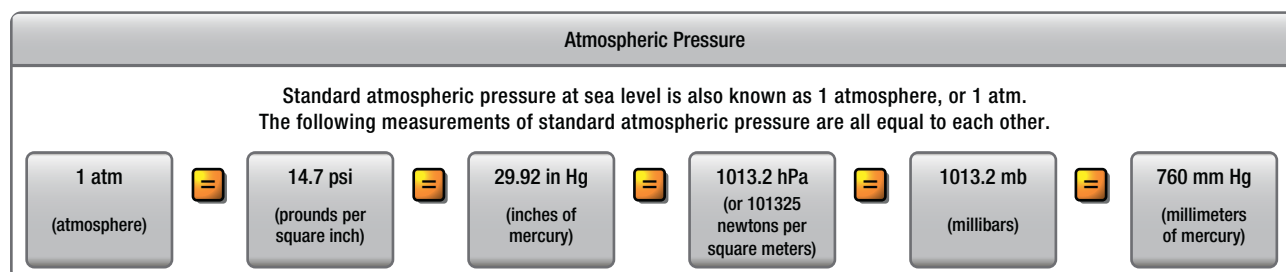 Atmospheric Pressure
Standard atmospheric pressure at sea level is also known as 1 atmosphere, or 1 atm.
The following measurements of standard atmospheric pressure are all equal to each other.
1 atm
(atmosphere)
=
14.7 psi
(prounds per
square inch)
=
29.92 in Hg
(inches of
mercury)
=
1013.2 hPa
(or 101325
newtons per
square meters)
=
1013.2 mb
(millibars)
=
760 mm Hg
(millimeters
of mercury)